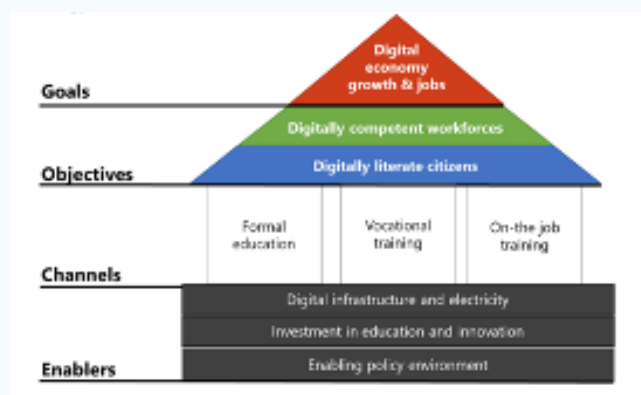 Digital
economy
growth & jobs
Goals
Digitally competent workforces
Digitally literate citizens
Objectives
Formal
education
Vocational
training
On-the job
training
Channels
Digital infrastructure and electricity
Investment in education and innovation
Enabling policy environment
Enablers